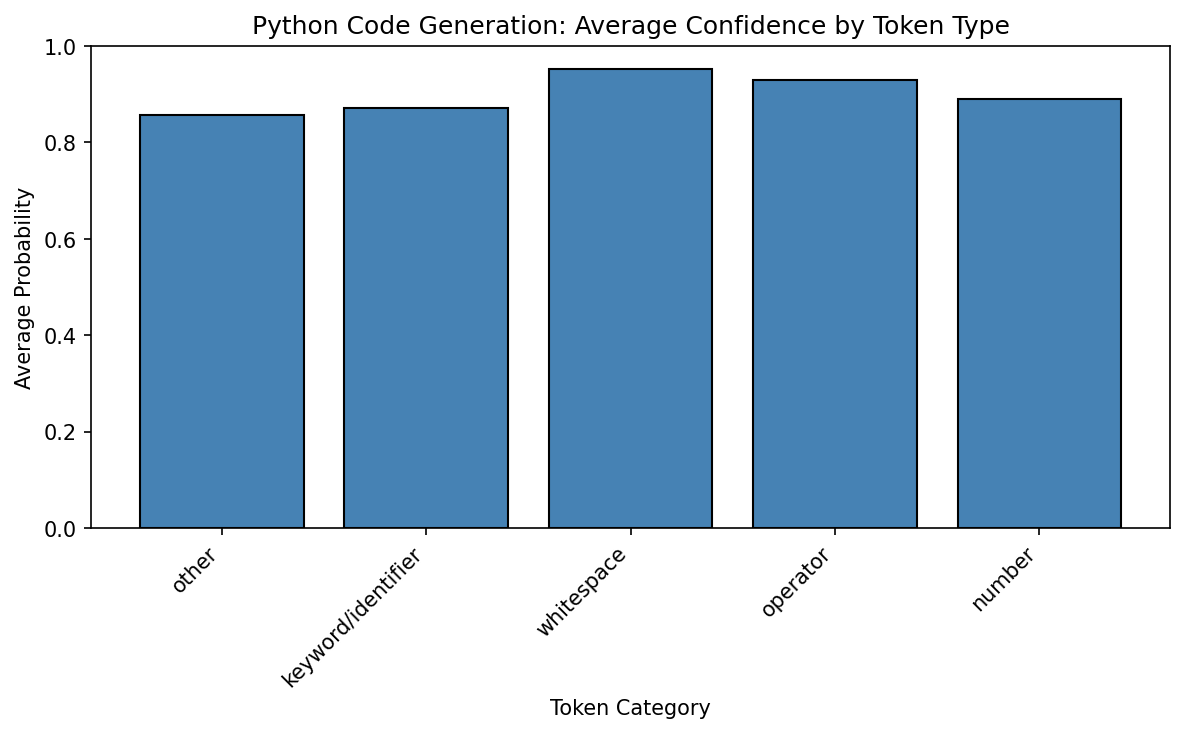 Python Code Generation: Average Confidence by Token Type
1.0
0.8
0.6
0.4
0.2
0.0
Average Probability
other
keyword/identifier
whitespace
operator
number
Token Category